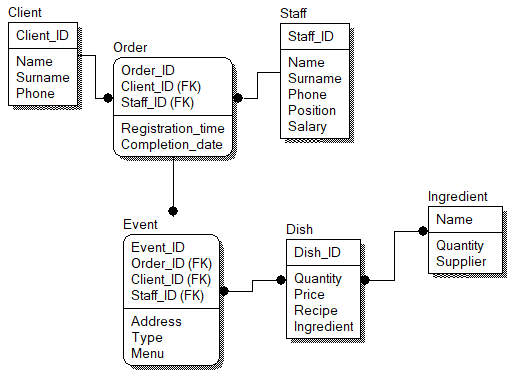 Client
Client_ID
Name
Surname
Phone
Order
Order_ID
Client_ID (FK)
Staff_ID (FK)
Registration_time
Completion_date
Staff
Staff_ID
Name
Surname
Phone
Position
Salary
Event
Event_ID
Order_ID (FK)
Client_ID (FK)
Staff_ID (FK)
Address
Type
Menu
Dish
Dish_ID
Quantity
Price
Recipe
Ingredient
Ingredient
Name
Quantity
Supplier